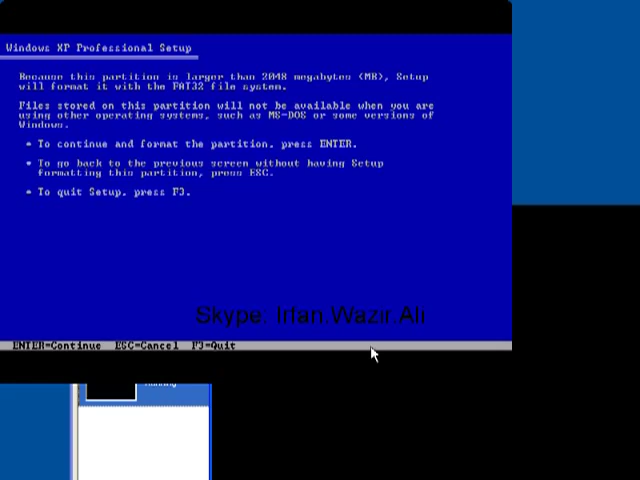 Windows XP Professional Setup
Because this partition is larger than 2048 megabytes (MB), Setup
will format it with the FAT32 file system.
Files stored on this partition will not be available when you are
using other operating systems, such as MS-DOS or some versions of
Windows.
• To continue and format the partition, press ENTER.
• To go back to the previous screen without having Setup
formatting this partition, press ESC.
• To quit Setup, press F3.
Skype. Irfan.Wazir.Ali
ENTER=Continue ESC=Cancel F3=Quit